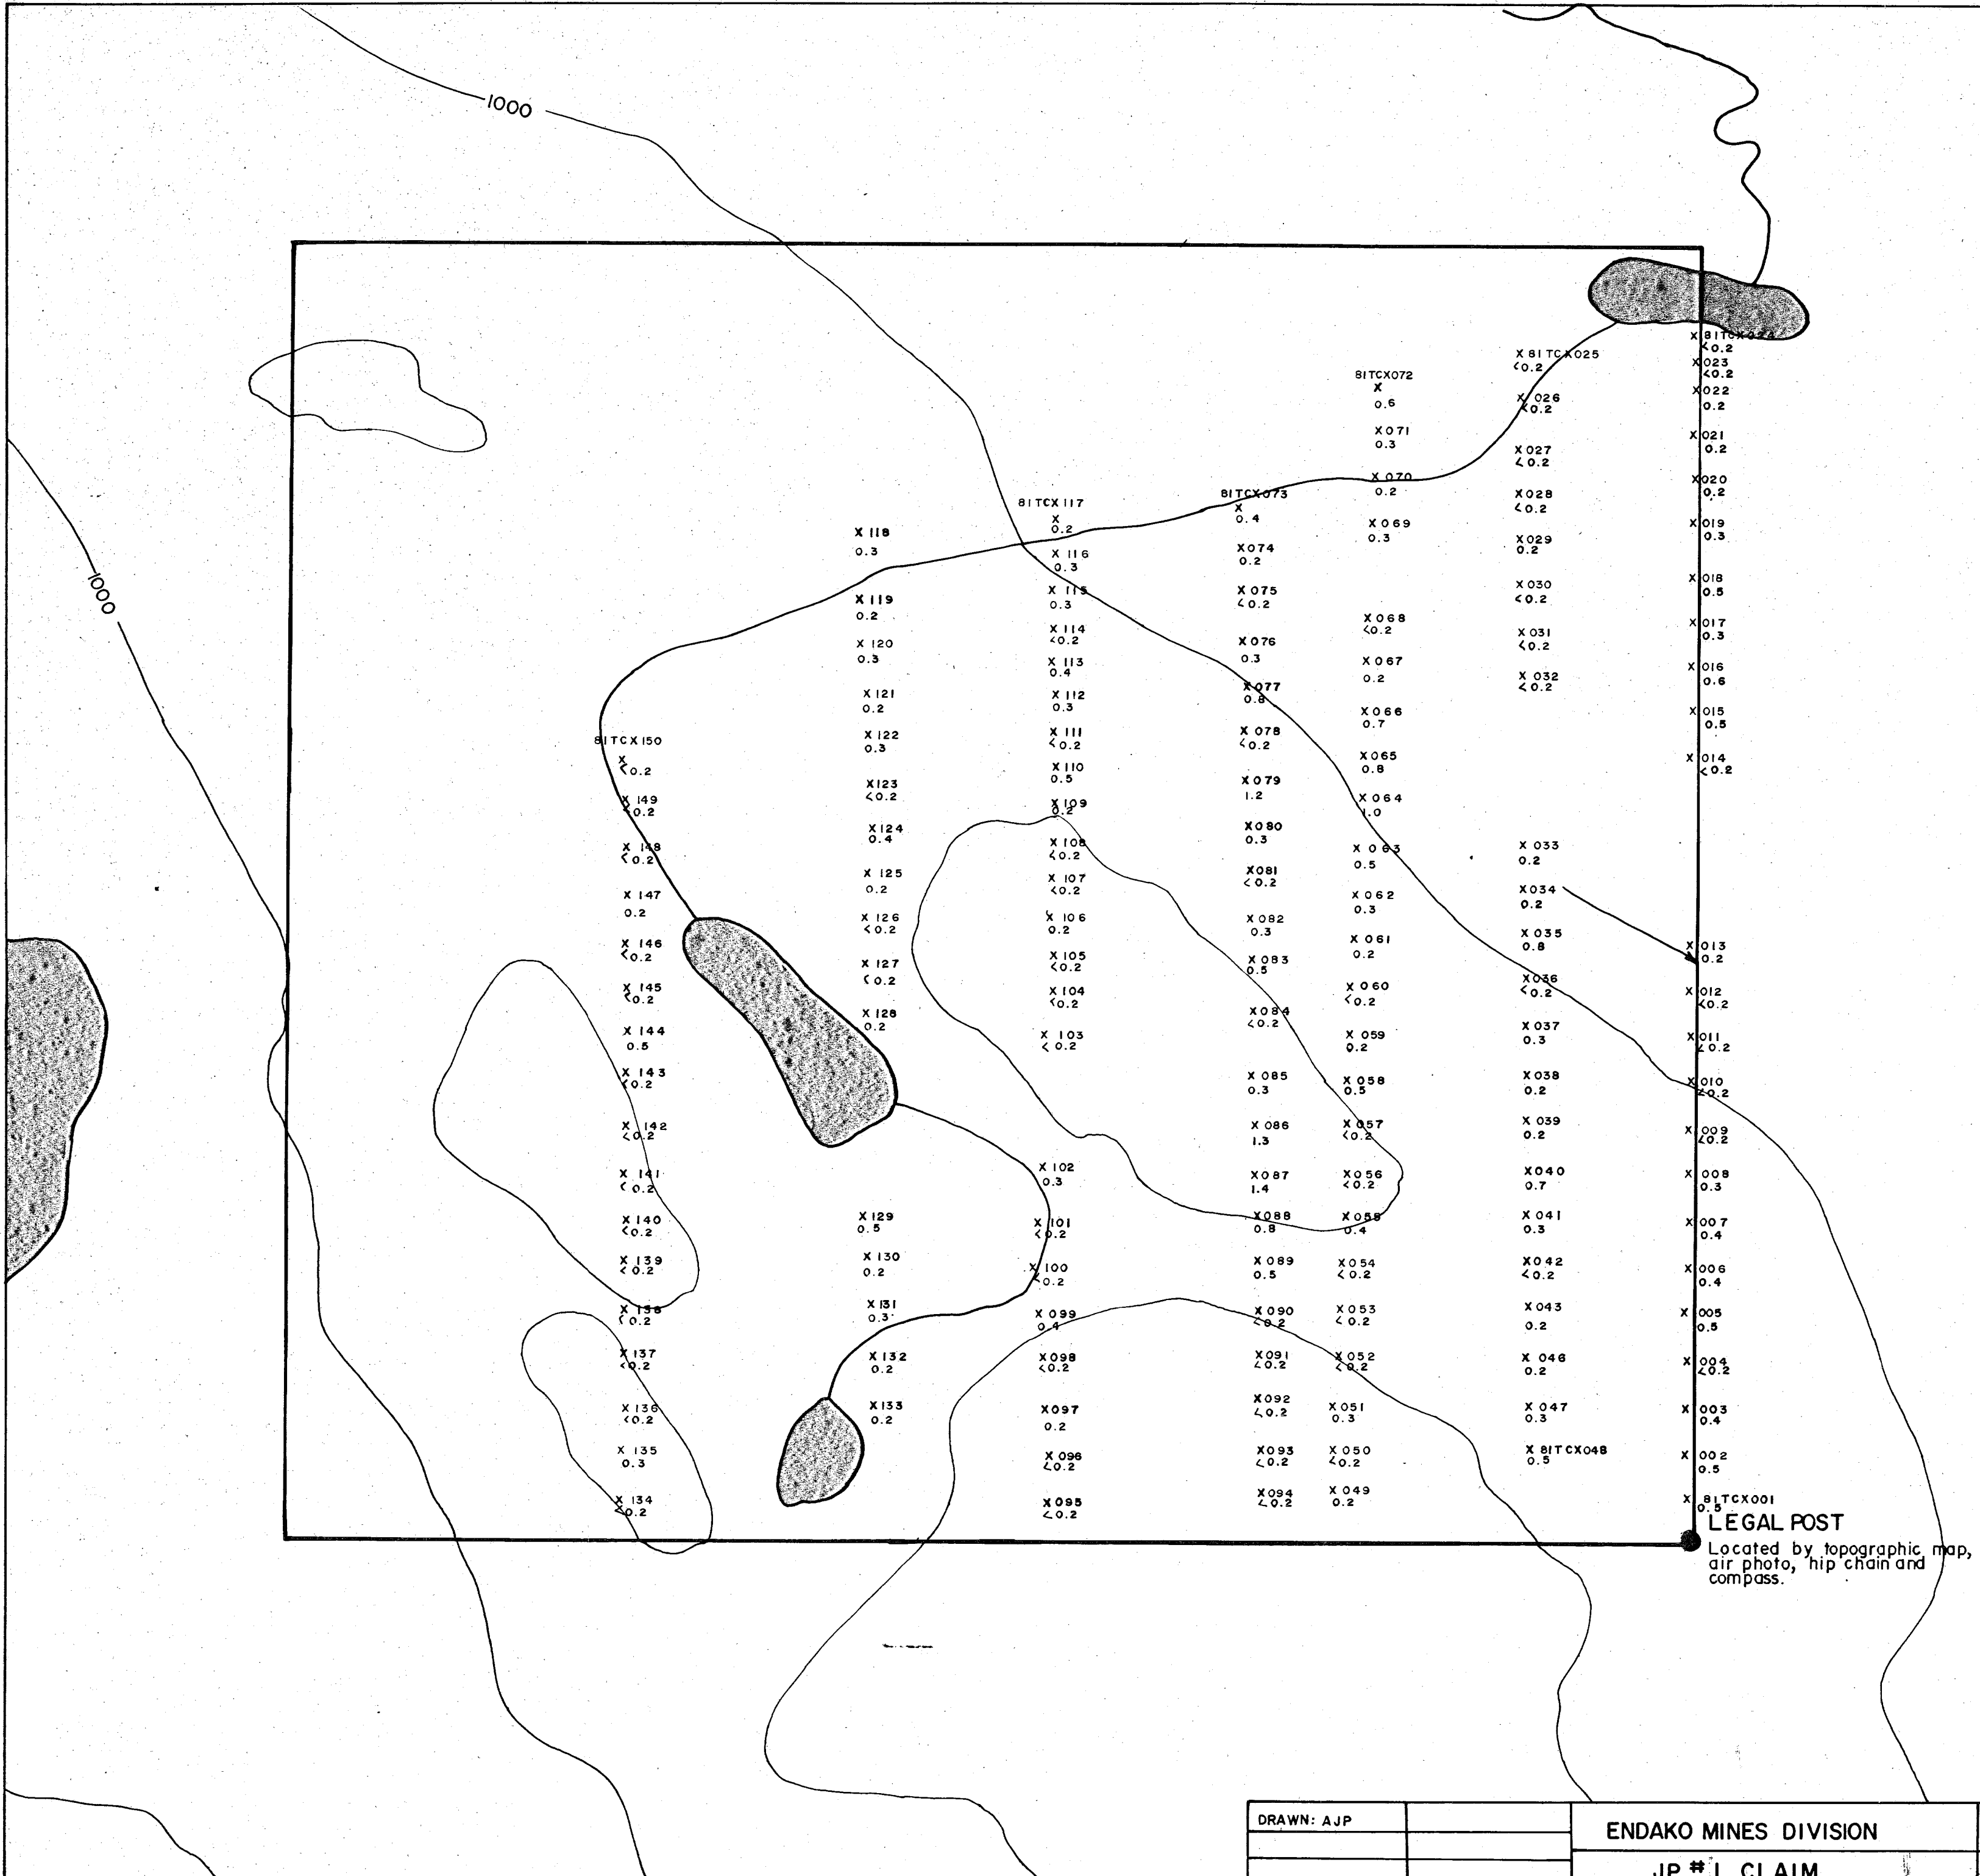 1000
1000
X 81TCX024
<0.2
X 023
<0.2
X 022
0.2
X 021
0.2
X 020
0.2
X 019
0.3
X 018
0.5
X 017
0.3
X 016
0.6
X 015
0.5
X 014
<0.2
X 013
0.2
X 012
<0.2
X 011
<0.2
X 010
<0.2
X 009
<0.2
X 008
0.3
X 007
0.4
X 006
0.4
X 005
0.5
X 004
<0.2
X 003
0.4
X 002
0.5
X 81TCX001
0.5
X 81TCX025
<0.2
X 026
<0.2
X 027
<0.2
X 028
<0.2
X 029
0.2
X 030
<0.2
X 031
<0.2
X 032
<0.2
X 033
0.2
X 034
0.2
X 035
0.8
X 036
<0.2
X 037
0.3
X 038
0.2
X 039
0.2
X 040
0.7
X 041
0.3
X 042
<0.2
X 043
0.2
X 046
0.2
X 047
0.3
X 81TCX048
0.5
81TCX072
X
0.6
X 071
0.3
X 070
0.2
X 069
0.3
X 068
<0.2
X 067
0.2
X 066
0.7
X 065
0.8
X 064
1.0
X 063
0.5
X 062
0.3
X 061
0.2
X 060
<0.2
X 059
0.2
X 058
0.5
X 057
<0.2
X 056
<0.2
X 055
0.4
X 054
<0.2
X 053
<0.2
X 052
<0.2
X 051
0.3
X 050
<0.2
X 049
0.2
81TCX073
X
0.4
X 074
0.2
X 075
<0.2
X 076
0.3
X 077
0.8
X 078
<0.2
X 079
1.2
X 080
0.3
X 081
<0.2
X 082
0.3
X 083
0.5
X 084
<0.2
X 085
0.3
X 086
1.3
X 087
1.4
X 088
0.8
X 089
0.5
X 090
<0.2
X 091
<0.2
X 092
<0.2
X 093
<0.2
X 094
<0.2
81TCX117
X
0.2
X 116
0.3
X 115
0.3
X 114
<0.2
X 113
0.4
X 112
0.3
X 111
<0.2
X 110
0.5
X 109
0.2
X 108
<0.2
X 107
<0.2
X 106
0.2
X 105
<0.2
X 104
<0.2
X 103
<0.2
X 102
0.3
X 101
<0.2
X 100
<0.2
X 099
0.4
X 098
<0.2
X 097
0.2
X 096
<0.2
X 095
<0.2
X 118
0.3
X 119
0.2
X 120
0.3
X 121
0.2
X 122
0.3
X 123
<0.2
X 124
0.4
X 125
0.2
X 126
<0.2
X 127
<0.2
X 128
0.2
X 129
0.5
X 130
0.2
X 131
0.3
X 132
0.2
X 133
0.2
81TCX150
X
<0.2
X 149
<0.2
X 148
<0.2
X 147
0.2
X 146
<0.2
X 145
<0.2
X 144
0.5
X 143
<0.2
X 142
<0.2
X 141
<0.2
X 140
<0.2
X 139
<0.2
X 138
<0.2
X 137
<0.2
X 136
<0.2
X 135
0.3
X 134
<0.2
LEGAL POST
Located by topographic map,
air photo, hip chain and
compass.
DRAWN: AJP
ENDAKO MINES DIVISION
JP # 1 CLAIM